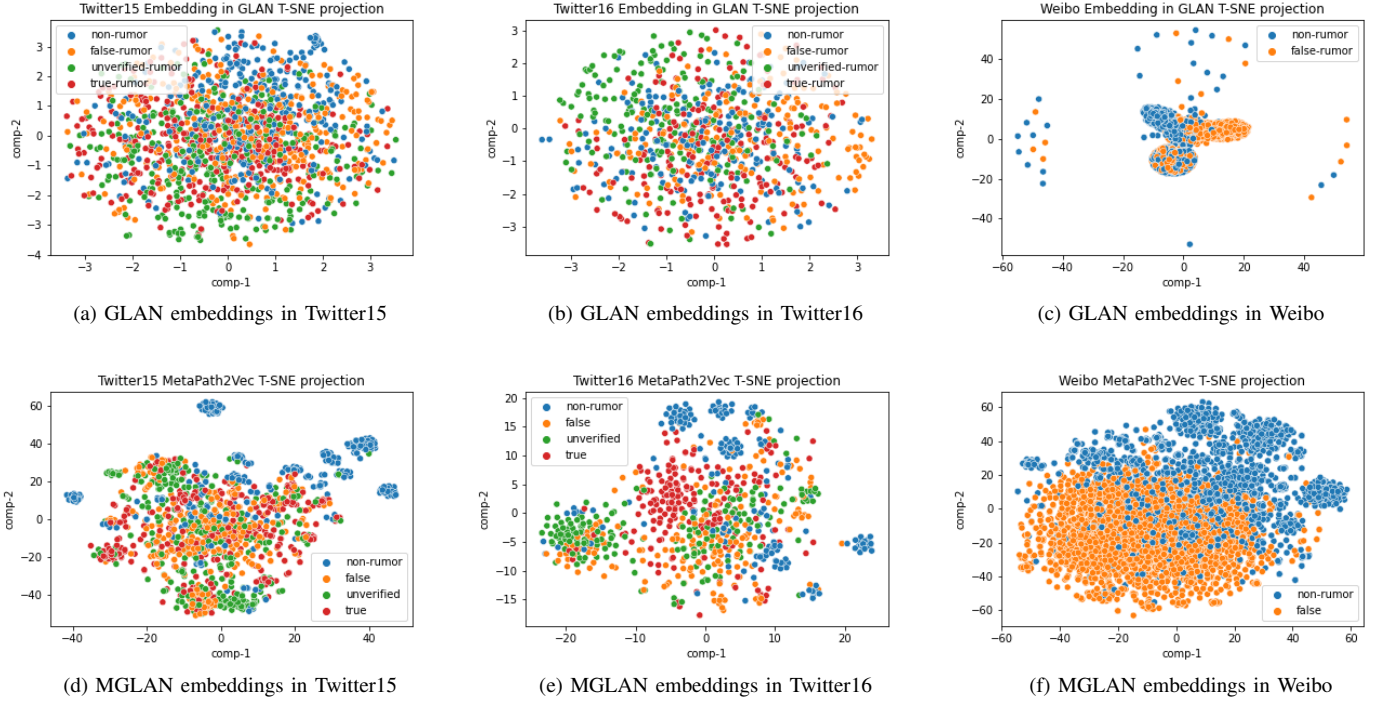 Twitter15 Embedding in GLAN T-SNE projection
non-rumor
false-rumor
unverified-rumor
true-rumor
3
2
1
0
−1
−2
−3
−4
comp-2
−3 −2 −1 0 1 2 3
comp-1
(a) GLAN embeddings in Twitter15
Twitter16 Embedding in GLAN T-SNE projection
non-rumor
false-rumor
unverified-rumor
true-rumor
3
2
1
0
−1
−2
−3
comp-2
−3 −2 −1 0 1 2 3
comp-1
(b) GLAN embeddings in Twitter16
Weibo Embedding in GLAN T-SNE projection
non-rumor
false-rumor
40
20
0
−20
−40
comp-2
−60 −40 −20 0 20 40
comp-1
(c) GLAN embeddings in Weibo
Twitter15 MetaPath2Vec T-SNE projection
60
40
20
0
−20
−40
comp-2
non-rumor
false
unverified
true
−40 −20 0 20 40
comp-1
(d) MGLAN embeddings in Twitter15
Twitter16 MetaPath2Vec T-SNE projection
non-rumor
false
unverified
true
20
15
10
5
0
−5
−10
−15
comp-2
−20 −10 0 10 20
comp-1
(e) MGLAN embeddings in Twitter16
Weibo MetaPath2Vec T-SNE projection
60
40
20
0
−20
−40
−60
comp-2
non-rumor
false
−60 −40 −20 0 20 40 60
comp-1
(f) MGLAN embeddings in Weibo